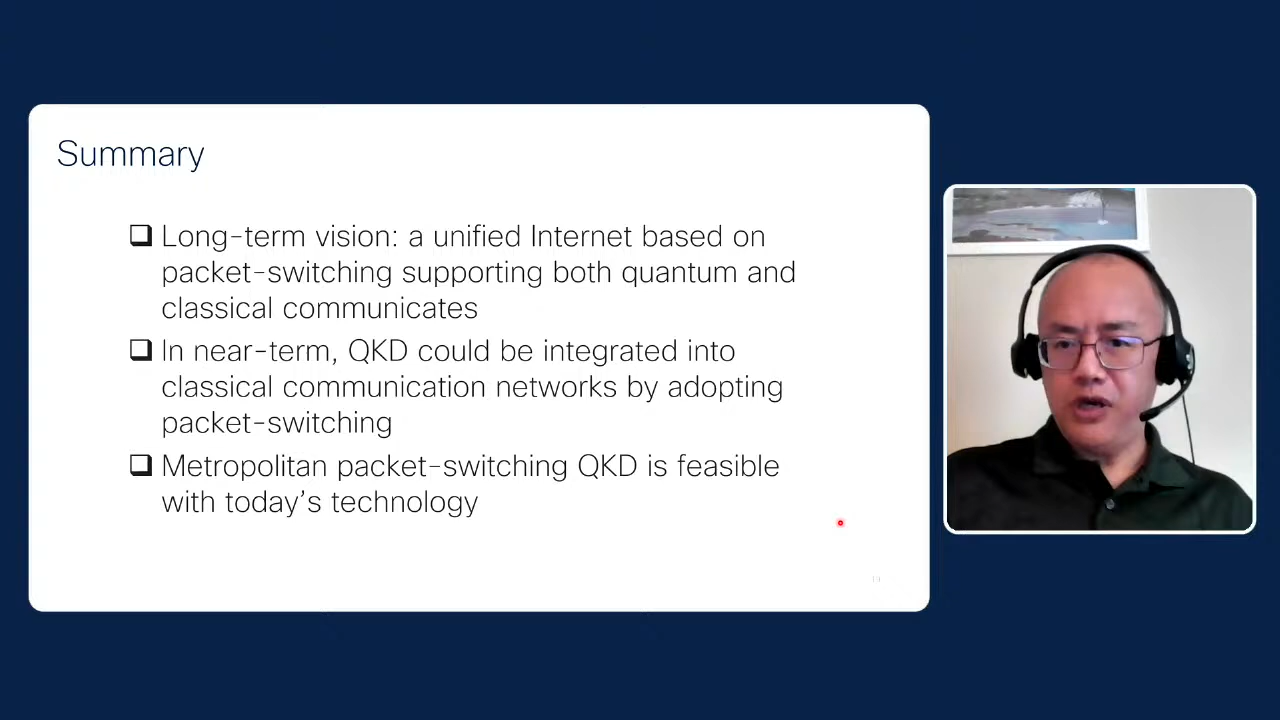 Summary
Long-term vision: a unified Internet based on
packet-switching supporting both quantum and
classical communicates
In near-term, QKD could be integrated into
classical communication networks by adopting
packet-switching
Metropolitan packet-switching QKD is feasible
with today's technology